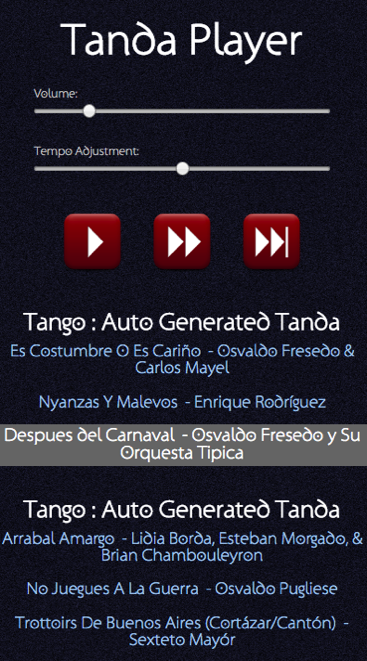 Tanda Player
Volume:
Tempo Adjustment:
Tango : Auto Generated Tanda
Es Costumbre O Es Cariño - Osvaldo Fresedo &
Carlos Mayel
Nyanzas Y Malevos - Enrique Rodríguez
Despues del Carnaval - Osvaldo Fresedo y Su
Orquesta Tipica
Tango : Auto Generated Tanda
Arrabal Amargo - Lidia Borda, Esteban Morgado, &
Brian Chambouleyron
No Juegues A La Guerra - Osvaldo Pugliese
Trottoirs De Buenos Aires (Cortázar/Cantón) -
Sexteto Mayór